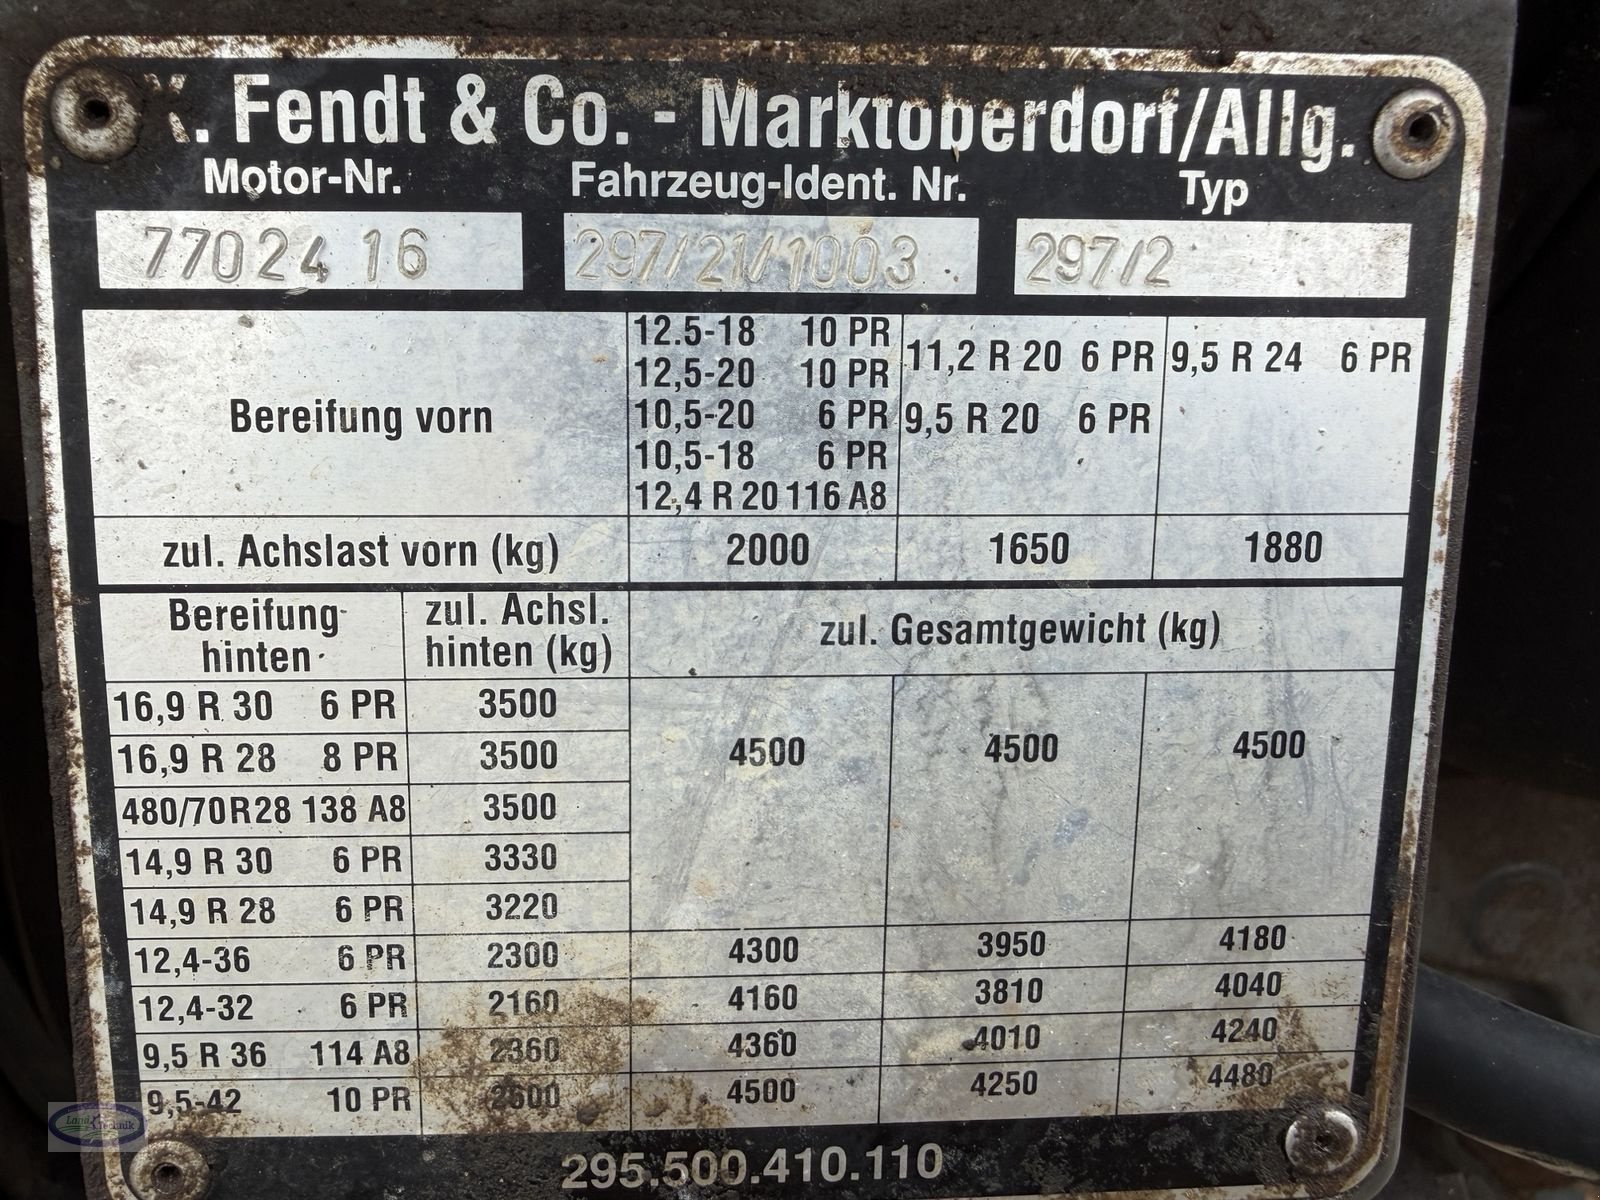 X. Fendt & Co. - Marktoberdorf/Allg.
Motor-Nr. Fahrzeug-Ident. Nr. Typ
7702416 297/21/1003 297/2
Bereifung vorn
12.5-18 10 PR
12,5-20 10 PR
10,5-20 6 PR
10,5-18 6 PR
12,4 R 20 116 A8
11,2 R 20 6 PR
9,5 R 20 6 PR
9,5 R 24 6 PR
zul. Achslast vorn (kg) 2000 1650 1880
Bereifung hinten
zul. Achsl. hinten (kg)
zul. Gesamtgewicht (kg)
16,9 R 30 6 PR 3500
16,9 R 28 8 PR 3500 4500 4500 4500
480/70R28 138 A8 3500
14,9 R 30 6 PR 3330
14,9 R 28 6 PR 3220
12,4-36 6 PR 2300 4300 3950 4180
12,4-32 6 PR 2160 4160 3810 4040
9,5 R 36 114 A8 2360 4360 4010 4240
9,5-42 10 PR 2600 4500 4250 4480
295.500.410.110